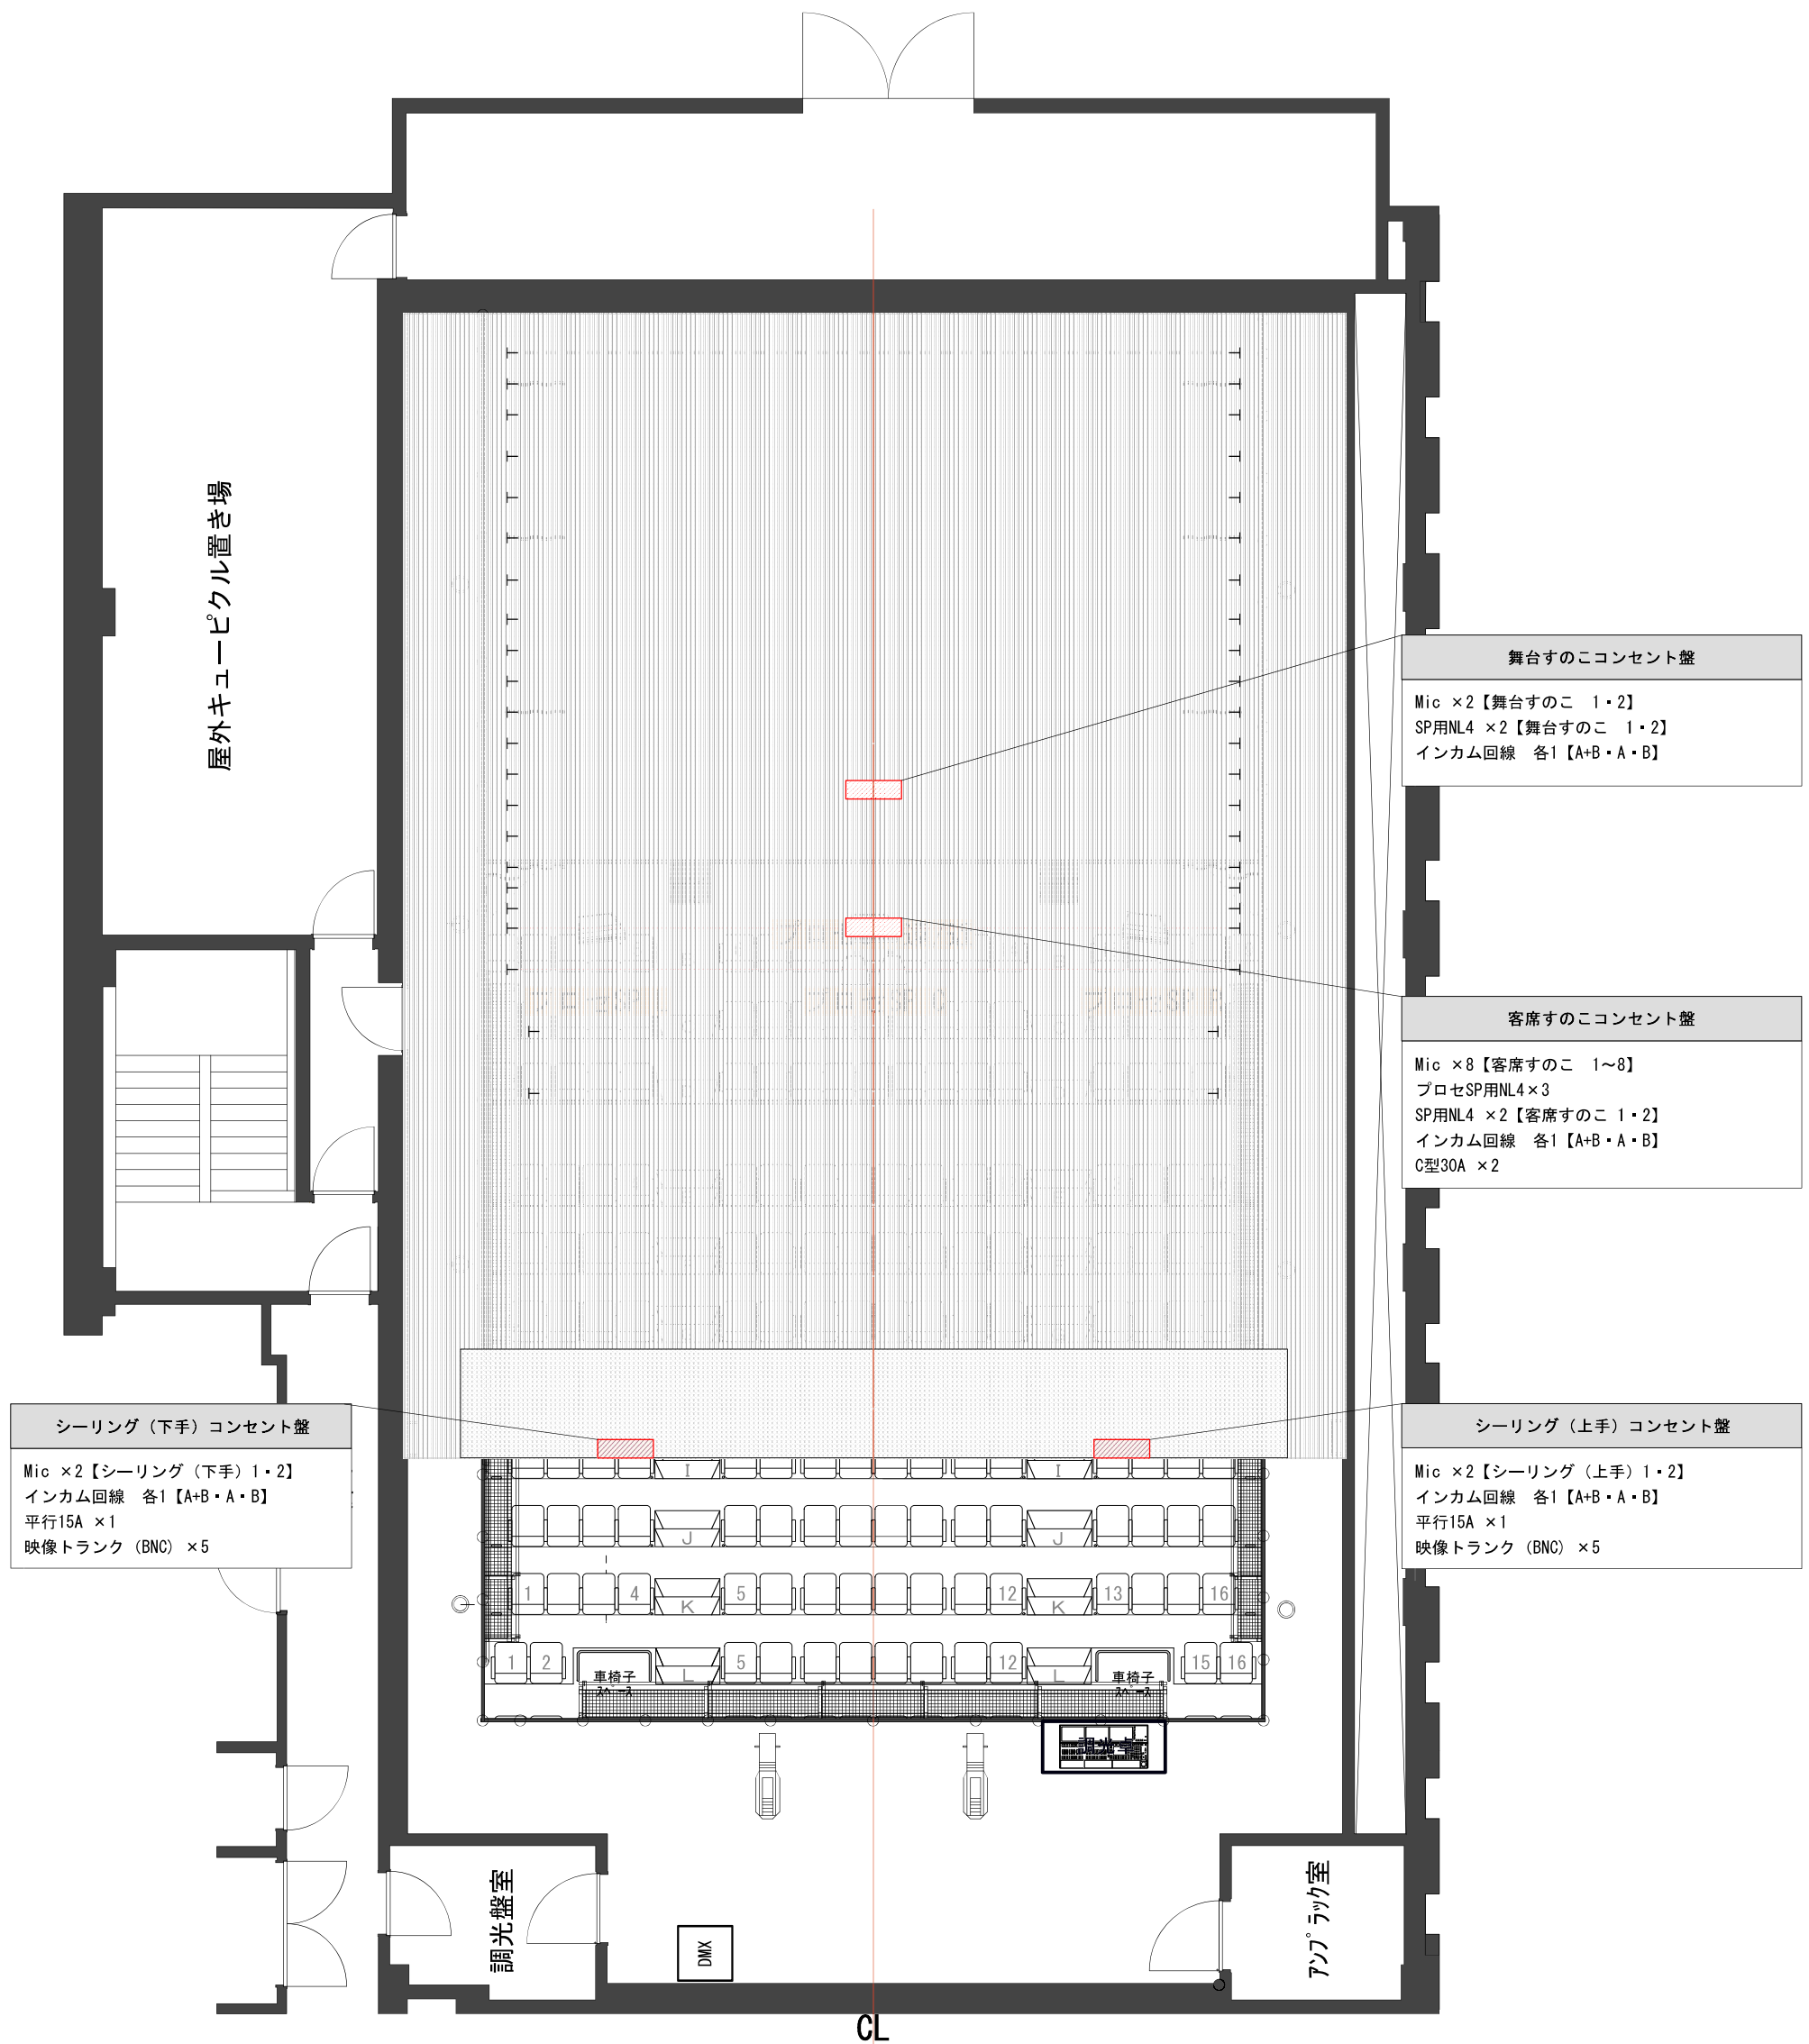 屋外キューピクル置き場
舞台すのこコンセント盤
Mic ×2【舞台すのこ　1・2】
SP用NL4 ×2【舞台すのこ　1・2】
インカム回線　各1【A+B・A・B】
客席すのこコンセント盤
Mic ×8【客席すのこ　1～8】
プロセSP用NL4×3
SP用NL4 ×2【客席すのこ 1・2】
インカム回線　各1【A+B・A・B】
C型30A ×2
シーリング（下手）コンセント盤
Mic ×2【シーリング（下手）1・2】
インカム回線　各1【A+B・A・B】
平行15A ×1
映像トランク（BNC）×5
シーリング（上手）コンセント盤
Mic ×2【シーリング（上手）1・2】
インカム回線　各1【A+B・A・B】
平行15A ×1
映像トランク（BNC）×5
I I
J J
1 4 K 5 12 K 13 16
1 2 車椅子 L 5 12 L 車椅子 15 16
ｽﾍﾟｰｽ ｽﾍﾟｰｽ
調光卓
調光盤室
DMX
ｱﾝﾌﾟﾗｯｸ室
CL